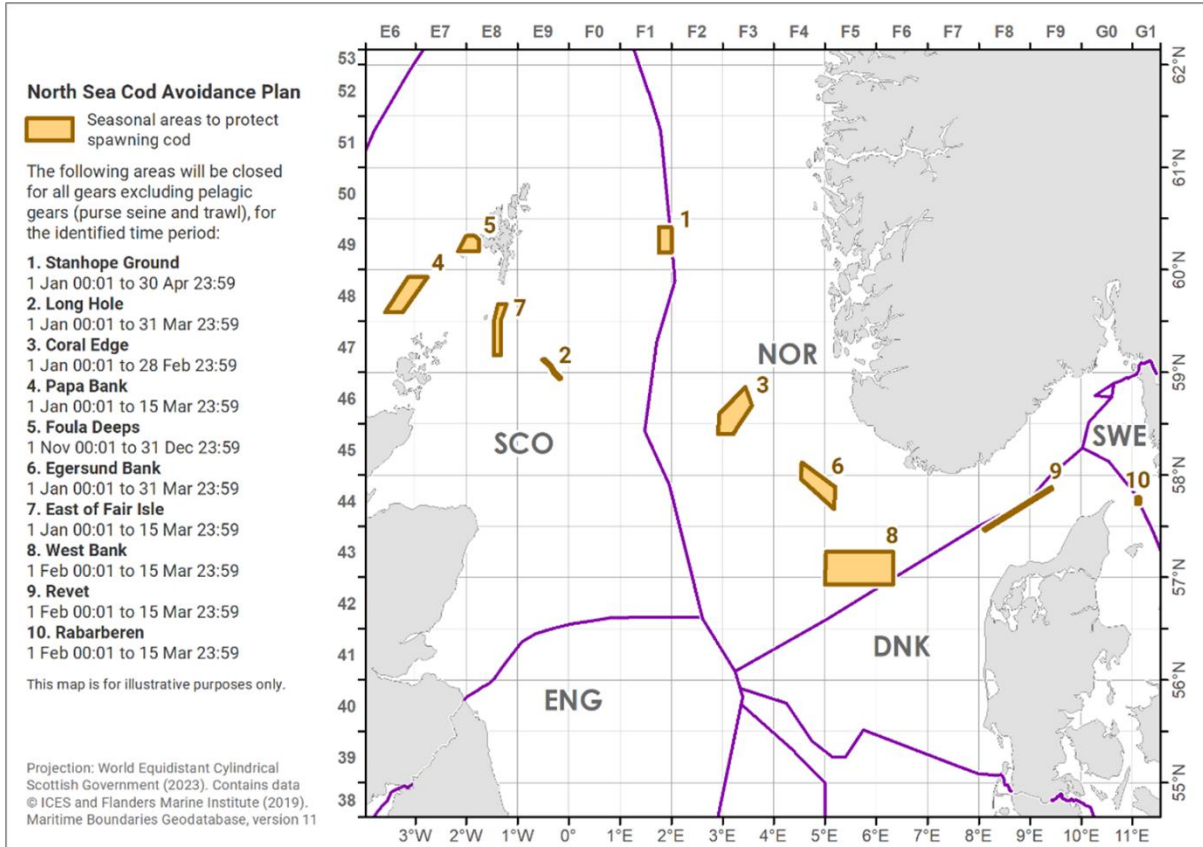 E6 E7 E8 E9 F0 F1 F2 F3 F4 F5 F6 F7 F8 F9 G0 G1
North Sea Cod Avoidance Plan
Seasonal areas to protect
spawning cod
The following areas will be closed
for all gears excluding pelagic
gears (purse seine and trawl), for
the identified time period:
1. Stanhope Ground
1 Jan 00:01 to 30 Apr 23:59
2. Long Hole
1 Jan 00:01 to 31 Mar 23:59
3. Coral Edge
1 Jan 00:01 to 28 Feb 23:59
4. Papa Bank
1 Jan 00:01 to 15 Mar 23:59
5. Foula Deeps
1 Nov 00:01 to 31 Dec 23:59
6. Egersund Bank
1 Jan 00:01 to 31 Mar 23:59
7. East of Fair Isle
1 Jan 00:01 to 15 Mar 23:59
8. West Bank
1 Feb 00:01 to 15 Mar 23:59
9. Revet
1 Feb 00:01 to 15 Mar 23:59
10. Rabarberen
1 Feb 00:01 to 15 Mar 23:59
This map is for illustrative purposes only.
Projection: World Equidistant Cylindrical
Scottish Government (2023). Contains data
© ICES and Flanders Marine Institute (2019).
Maritime Boundaries Geodatabase, version 11
53
52
51
50
49
48
47
46
45
44
43
42
41
40
39
38
1
5
4
7
2
NOR
3
SCO
SWE
6
9
10
8
DNK
ENG
62°N
61°N
60°N
59°N
58°N
57°N
56°N
55°N
3°W 2°W 1°W 0° 1°E 2°E 3°E 4°E 5°E 6°E 7°E 8°E 9°E 10°E 11°E